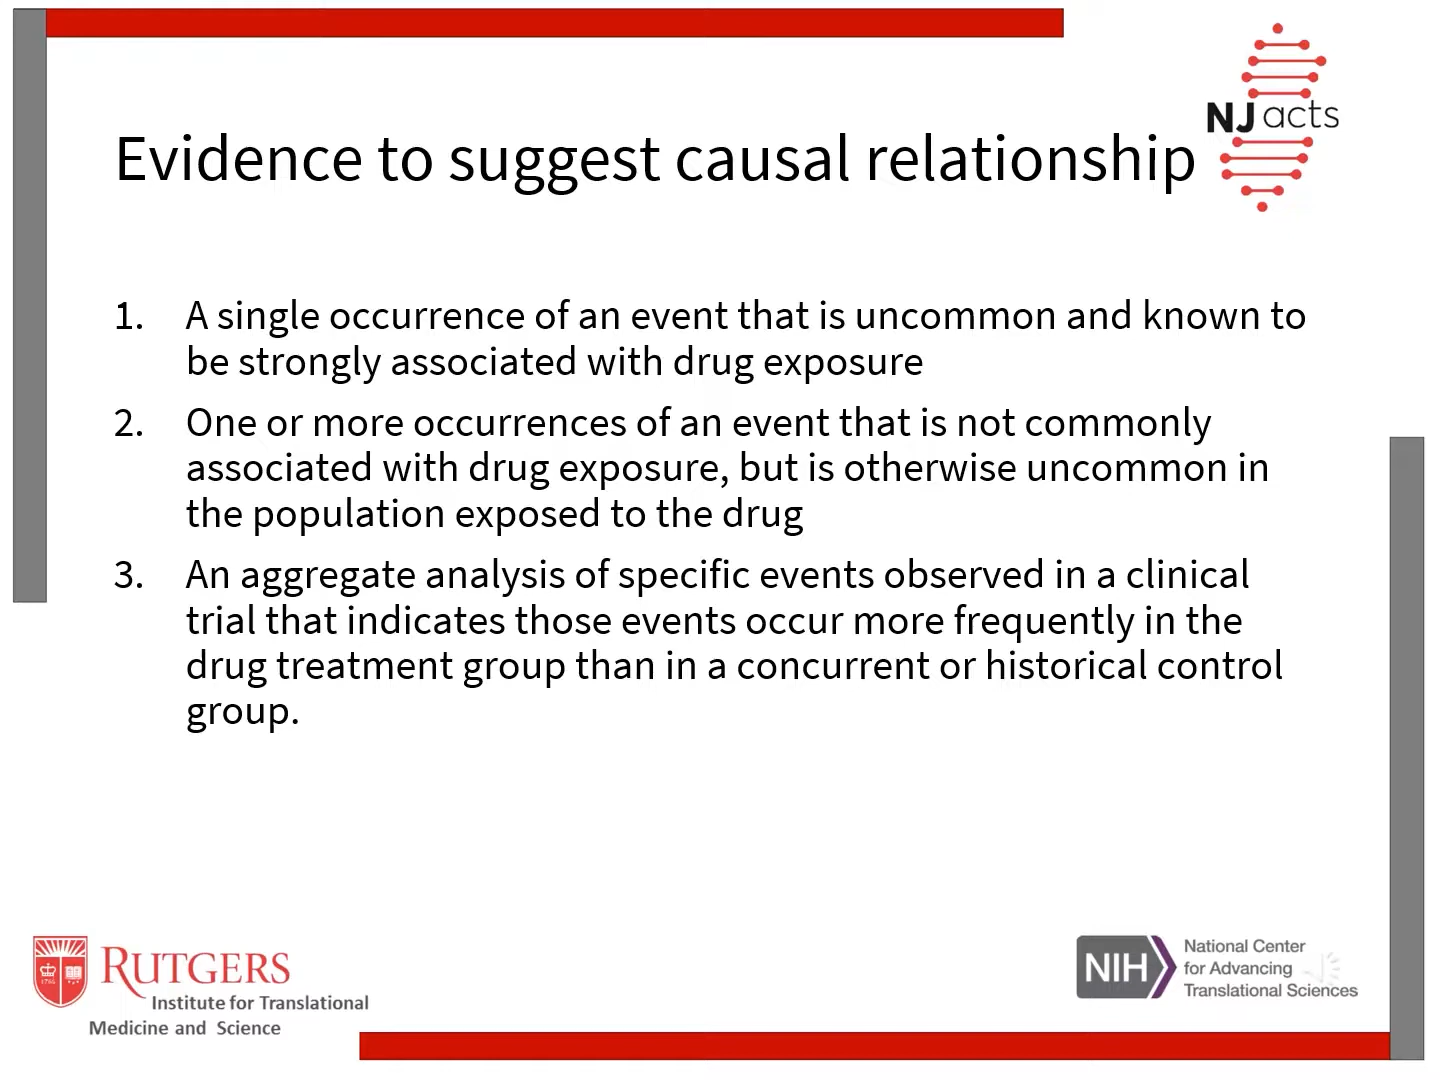 NJ acts
Evidence to suggest causal relationship
1. A single occurrence of an event that is uncommon and known to
be strongly associated with drug exposure
2. One or more occurrences of an event that is not commonly
associated with drug exposure, but is otherwise uncommon in
the population exposed to the drug
3. An aggregate analysis of specific events observed in a clinical
trial that indicates those events occur more frequently in the
drug treatment group than in a concurrent or historical control
group.
1766
RUTGERS
Institute for Translational
Medicine and Science
NIH
National Center
for Advancing
Translational Sciences